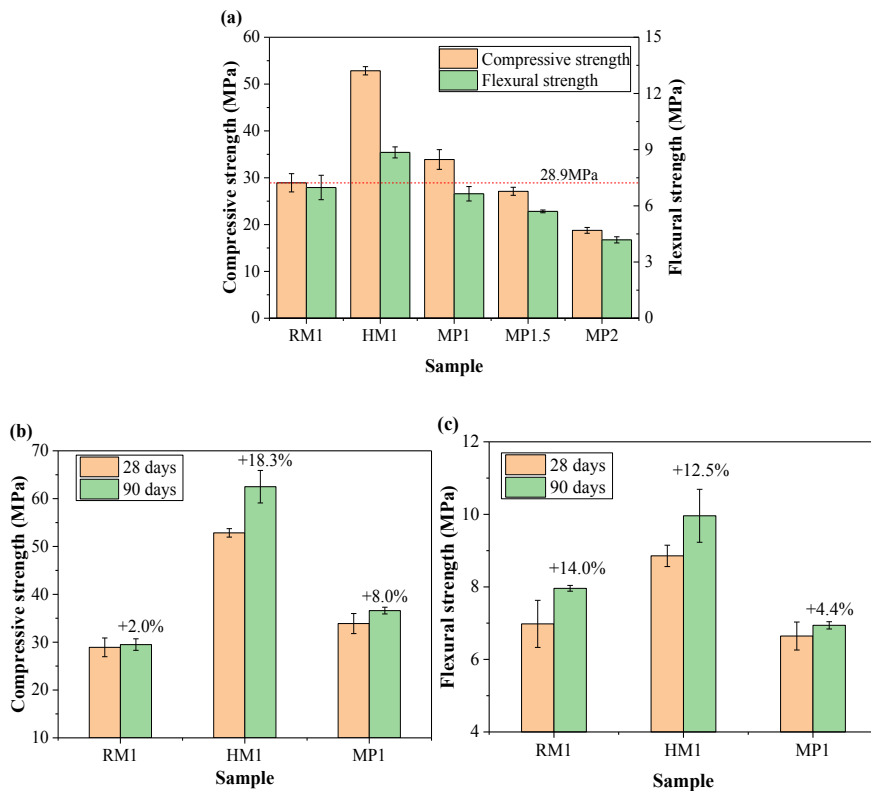 (a)
60
50
40
30
20
10
0
Compressive strength (MPa)
Compressive strength
Flexural strength
28.9MPa
15
12
9
6
3
0
Flexural strength (MPa)
RM1 HM1 MP1 MP1.5 MP2
Sample
(b)
70
60
50
40
30
20
10
Compressive strength (MPa)
28 days
90 days
+2.0%
+18.3%
+8.0%
RM1 HM1 MP1
Sample
(c)
12
10
8
6
4
Flexural strength (MPa)
28 days
90 days
+14.0%
+12.5%
+4.4%
RM1 HM1 MP1
Sample